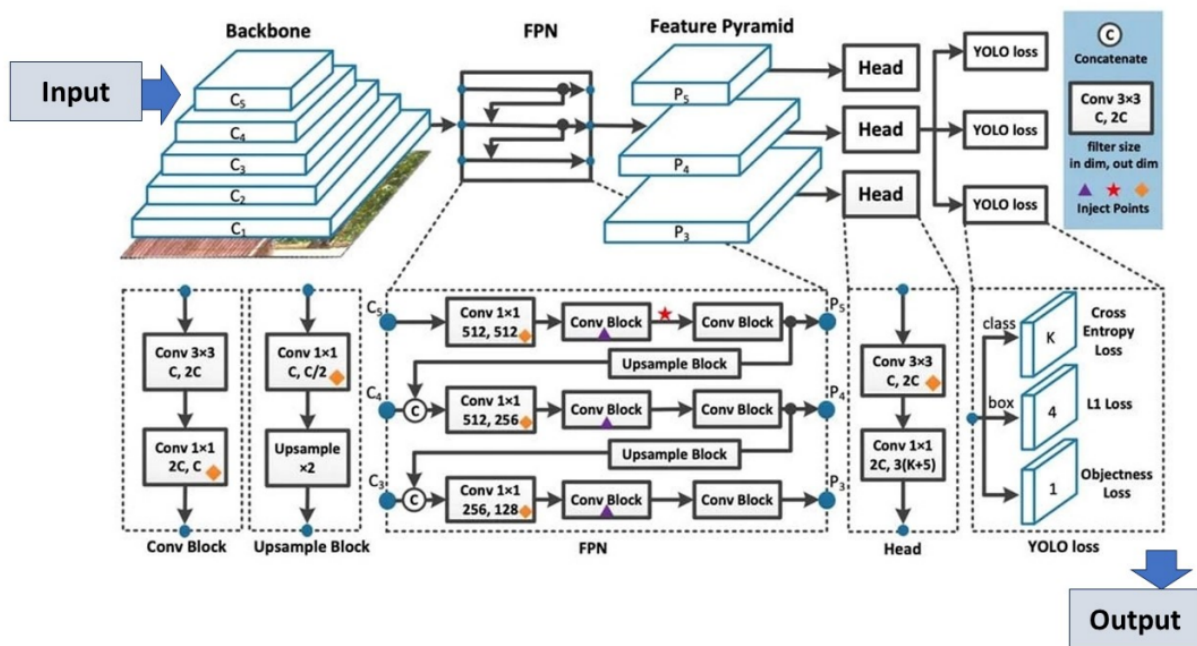 Backbone
FPN
Feature Pyramid
Input
C5
C4
C3
C2
C1
P5
P4
P3
Head
Head
Head
YOLO loss
YOLO loss
YOLO loss
C
Concatenate
Conv 3×3
C, 2C
filter size
in dim, out dim
Inject Points
Conv 3×3
C, 2C
Conv 1×1
2C, C
Conv Block
Conv 1×1
C, C/2
Upsample
×2
Upsample Block
C5
Conv 1×1
512, 512
Conv Block
Conv Block
P5
Upsample Block
C4
C
Conv 1×1
512, 256
Conv Block
Conv Block
P4
Upsample Block
C3
C
Conv 1×1
256, 128
Conv Block
Conv Block
P3
FPN
Conv 3×3
C, 2C
Conv 1×1
2C, 3(K+5)
Head
class
K
Cross
Entropy
Loss
box
4
L1 Loss
1
Objectness
Loss
YOLO loss
Output